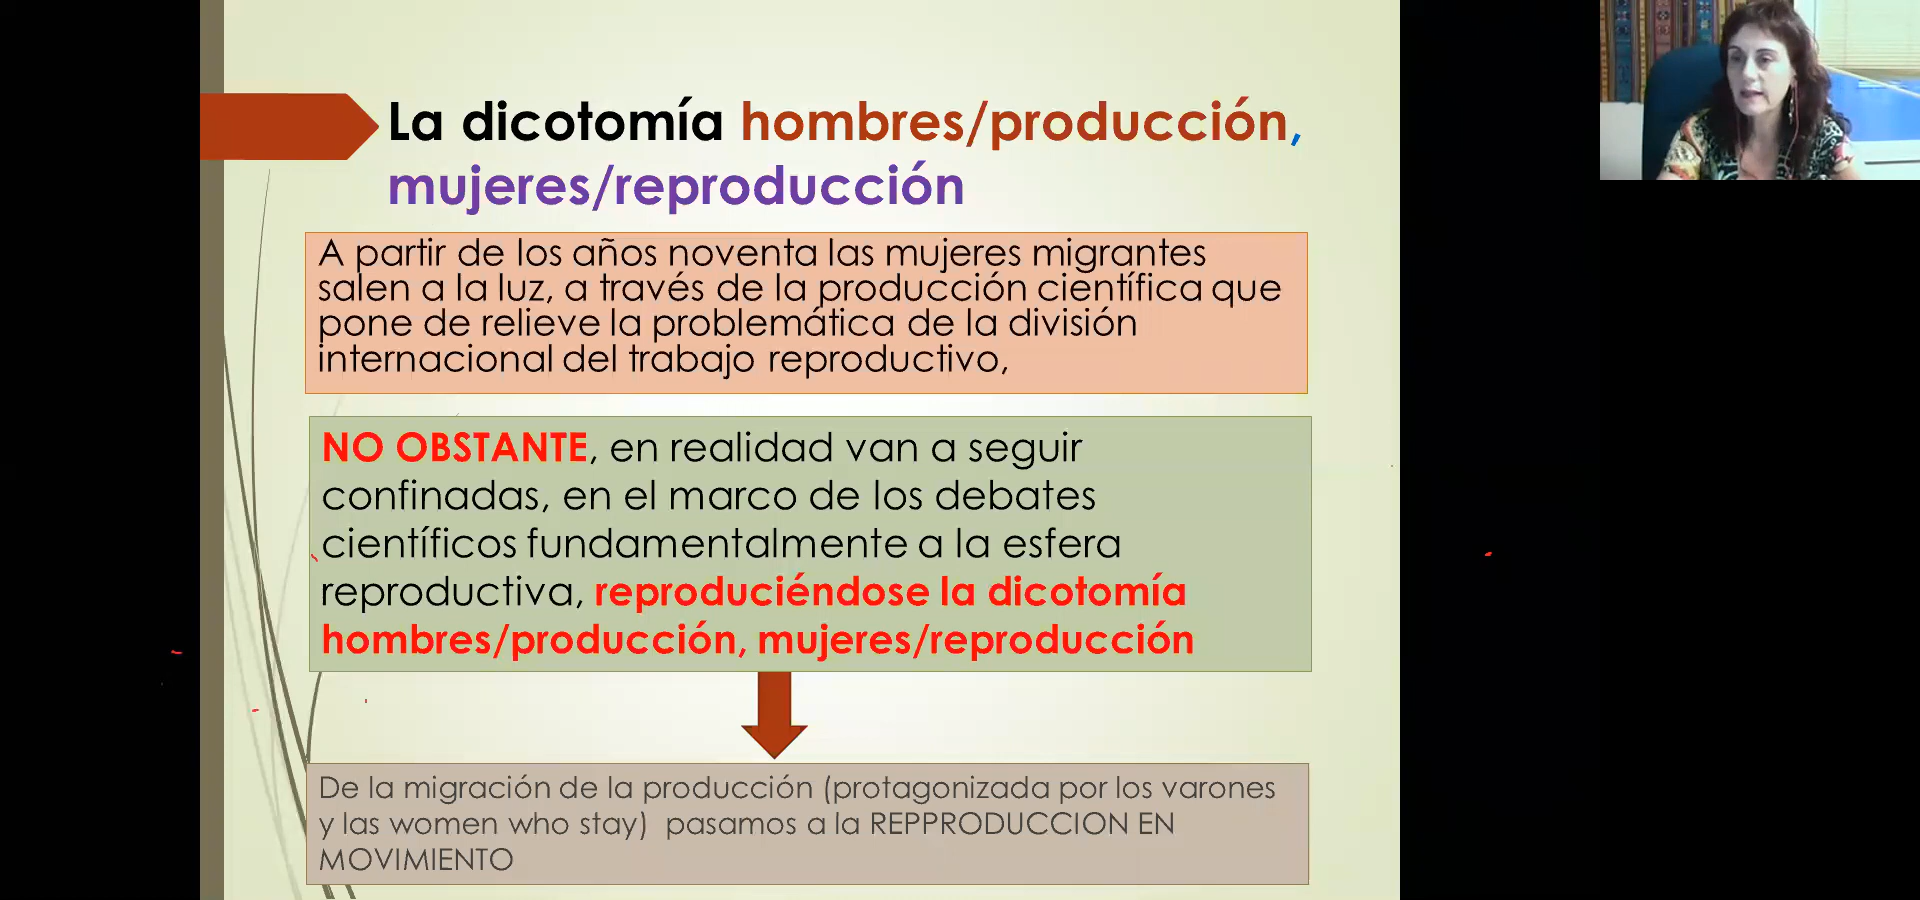 La dicotomía hombres/producción,
mujeres/reproducción
A partir de los años noventa las mujeres migrantes
salen a la luz, a través de la producción científica que
pone de relieve la problemática de la división
internacional del trabajo reproductivo,
NO OBSTANTE, en realidad van a seguir
confinadas, en el marco de los debates
científicos fundamentalmente a la esfera
reproductiva, reproduciéndose la dicotomía
hombres/producción, mujeres/reproducción
De la migración de la producción (protagonizada por los varones
y las women who stay) pasamos a la REPPRODUCCION EN
MOVIMIENTO